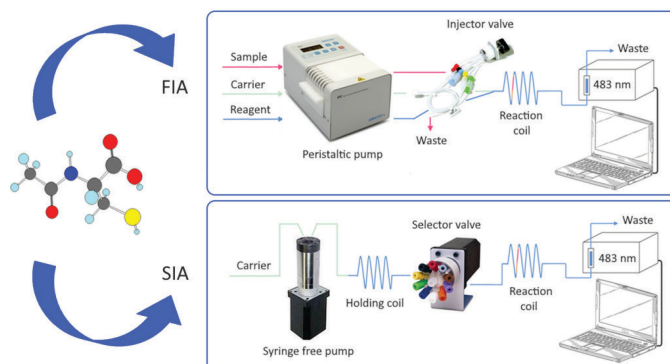 FIA
SIA
Sample
Carrier
Reagent
Peristaltic pump
Injector valve
Waste
Reaction
coil
Waste
483 nm
Carrier
Syringe free pump
Holding coil
Selector valve
Reaction
coil
Waste
483 nm